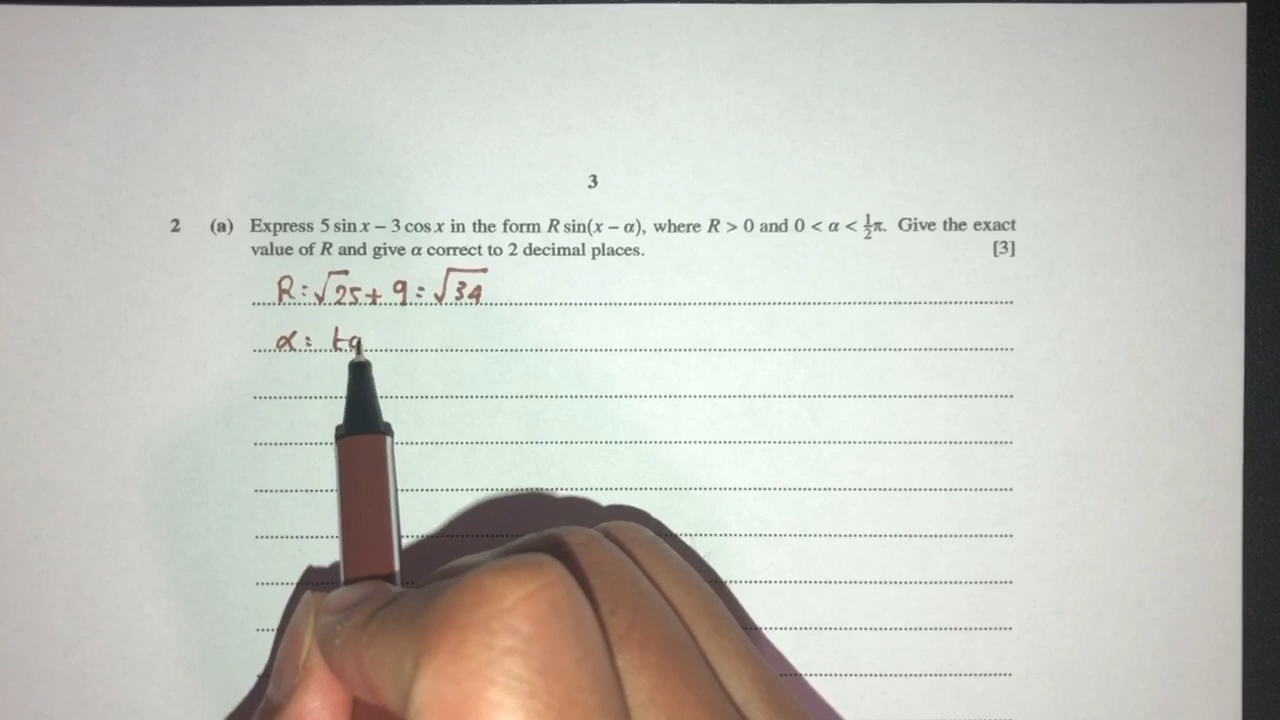 3
2 (a) Express 5 sin x − 3 cos x in the form R sin(x − α), where R > 0 and 0 < α < ½π. Give the exact
value of R and give α correct to 2 decimal places. [3]
R = √25 + 9 = √34
α = ta